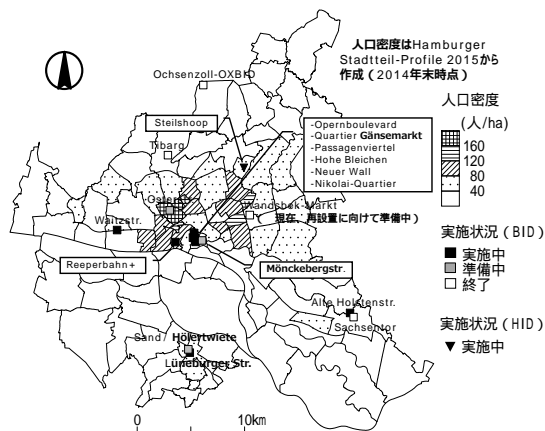 人口密度はHamburger
Stadtteil-Profile 2015から
作成(2014年末時点)
Ochsenzoll-OXBID
Steilshoop
Tibarg
-Opernboulevard
-Quartier Gänsemarkt
-Passagenviertel
-Hohe Bleichen
-Neuer Wall
-Nikolai-Quartier
人口密度
(人/ha)
160
120
80
40
Wandsbek-Markt
(現在、再設置に向けて準備中)
Waitzstr.
Reeperbahn+
Mönckebergstr.
実施状況(BID)
実施中
準備中
終了
Alte Holstenstr.
Sachsentor
実施状況(HID)
実施中
Sand/ Hölertwiete
Lüneburger Str.
0 10km